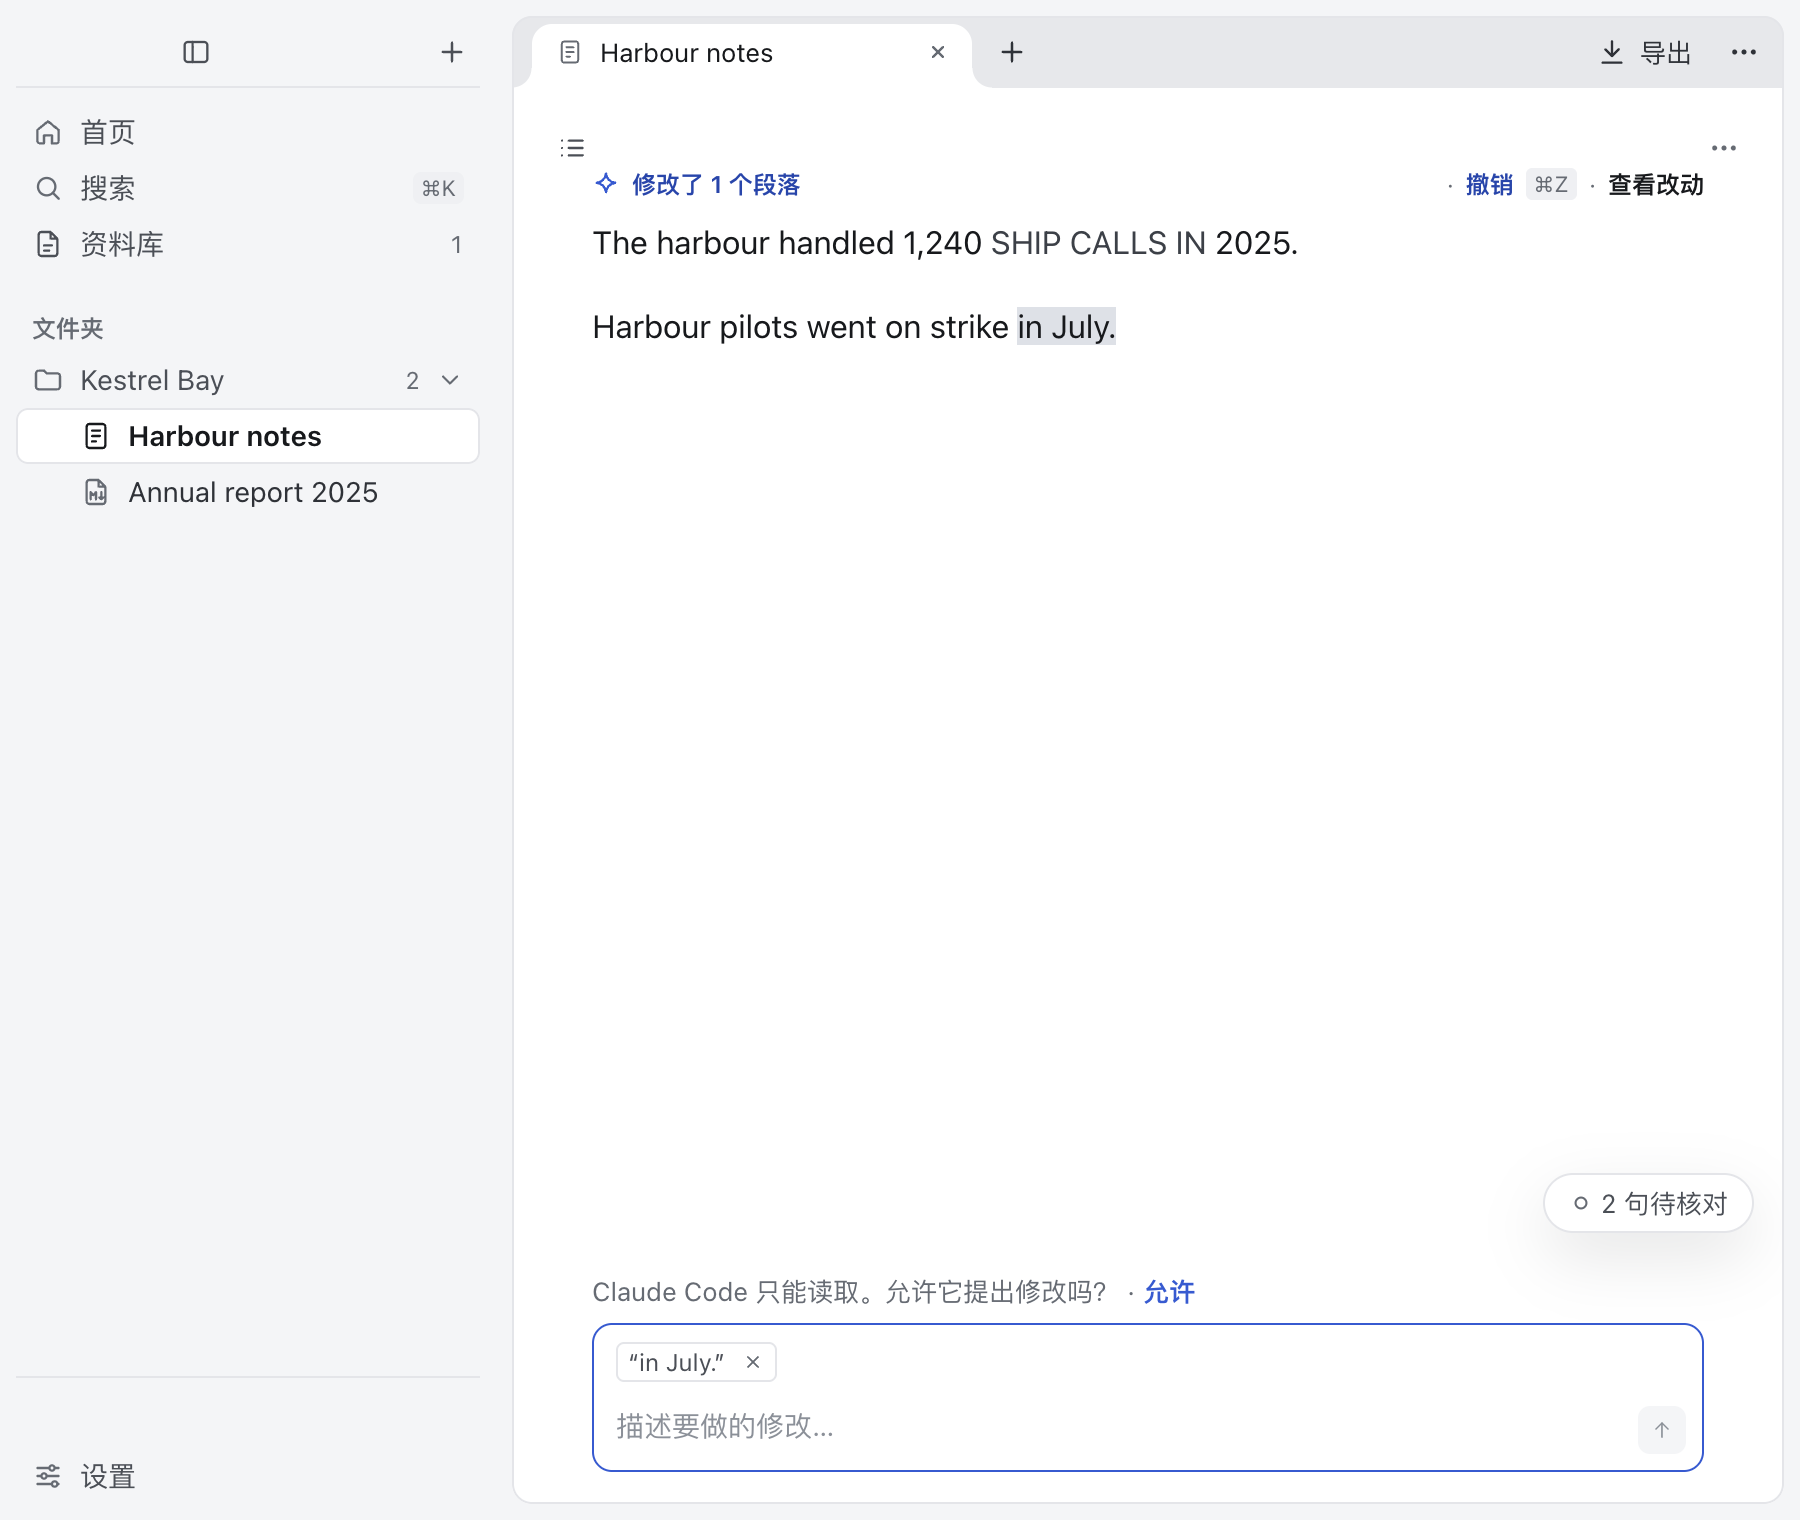 首页
搜索 ⌘K
资料库 1
文件夹
Kestrel Bay 2
Harbour notes
Annual report 2025
设置
Harbour notes
导出
修改了 1 个段落 · 撤销 ⌘Z · 查看改动
The harbour handled 1,240 SHIP CALLS IN 2025.
Harbour pilots went on strike in July.
2 句待核对
Claude Code 只能读取。允许它提出修改吗? · 允许
“in July.”
描述要做的修改...